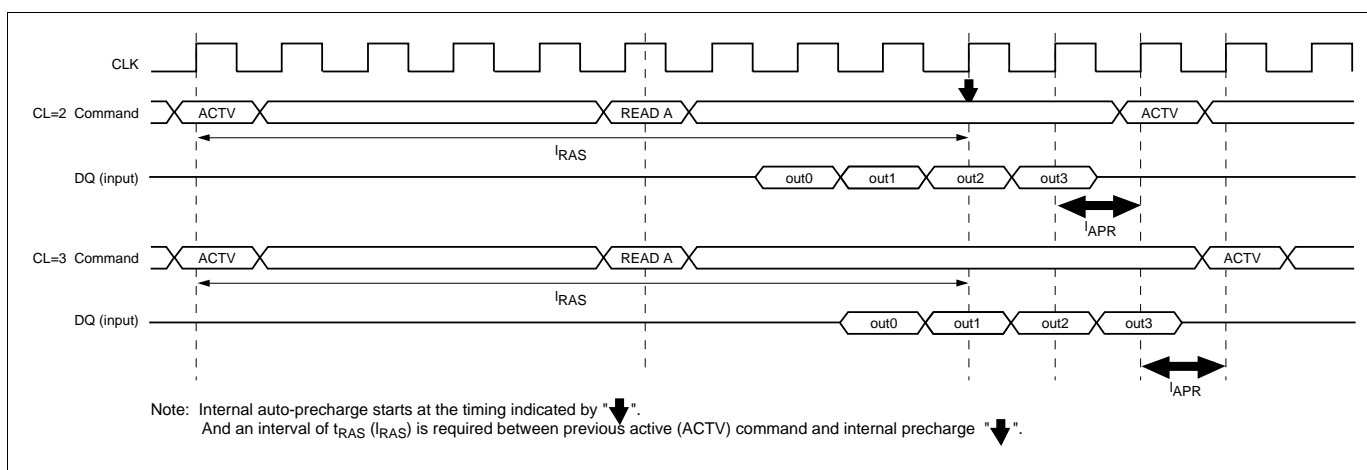 CLK
CL=2 Command ACTV READ A ACTV
lRAS
DQ (input) out0 out1 out2 out3
lAPR
CL=3 Command ACTV READ A ACTV
lRAS
DQ (input) out0 out1 out2 out3
lAPR
Note: Internal auto-precharge starts at the timing indicated by " ".
And an interval of tRAS (lRAS) is required between previous active (ACTV) command and internal precharge " ".